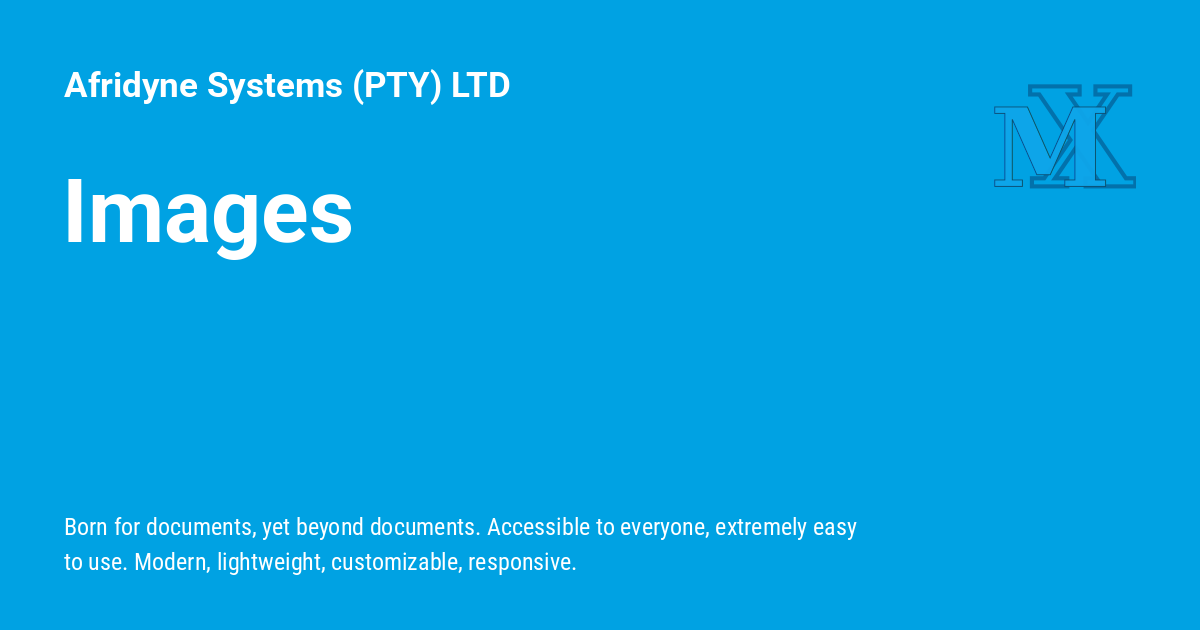 Afridyne Systems (PTY) LTD
MX
Images
Born for documents, yet beyond documents. Accessible to everyone, extremely easy
to use. Modern, lightweight, customizable, responsive.